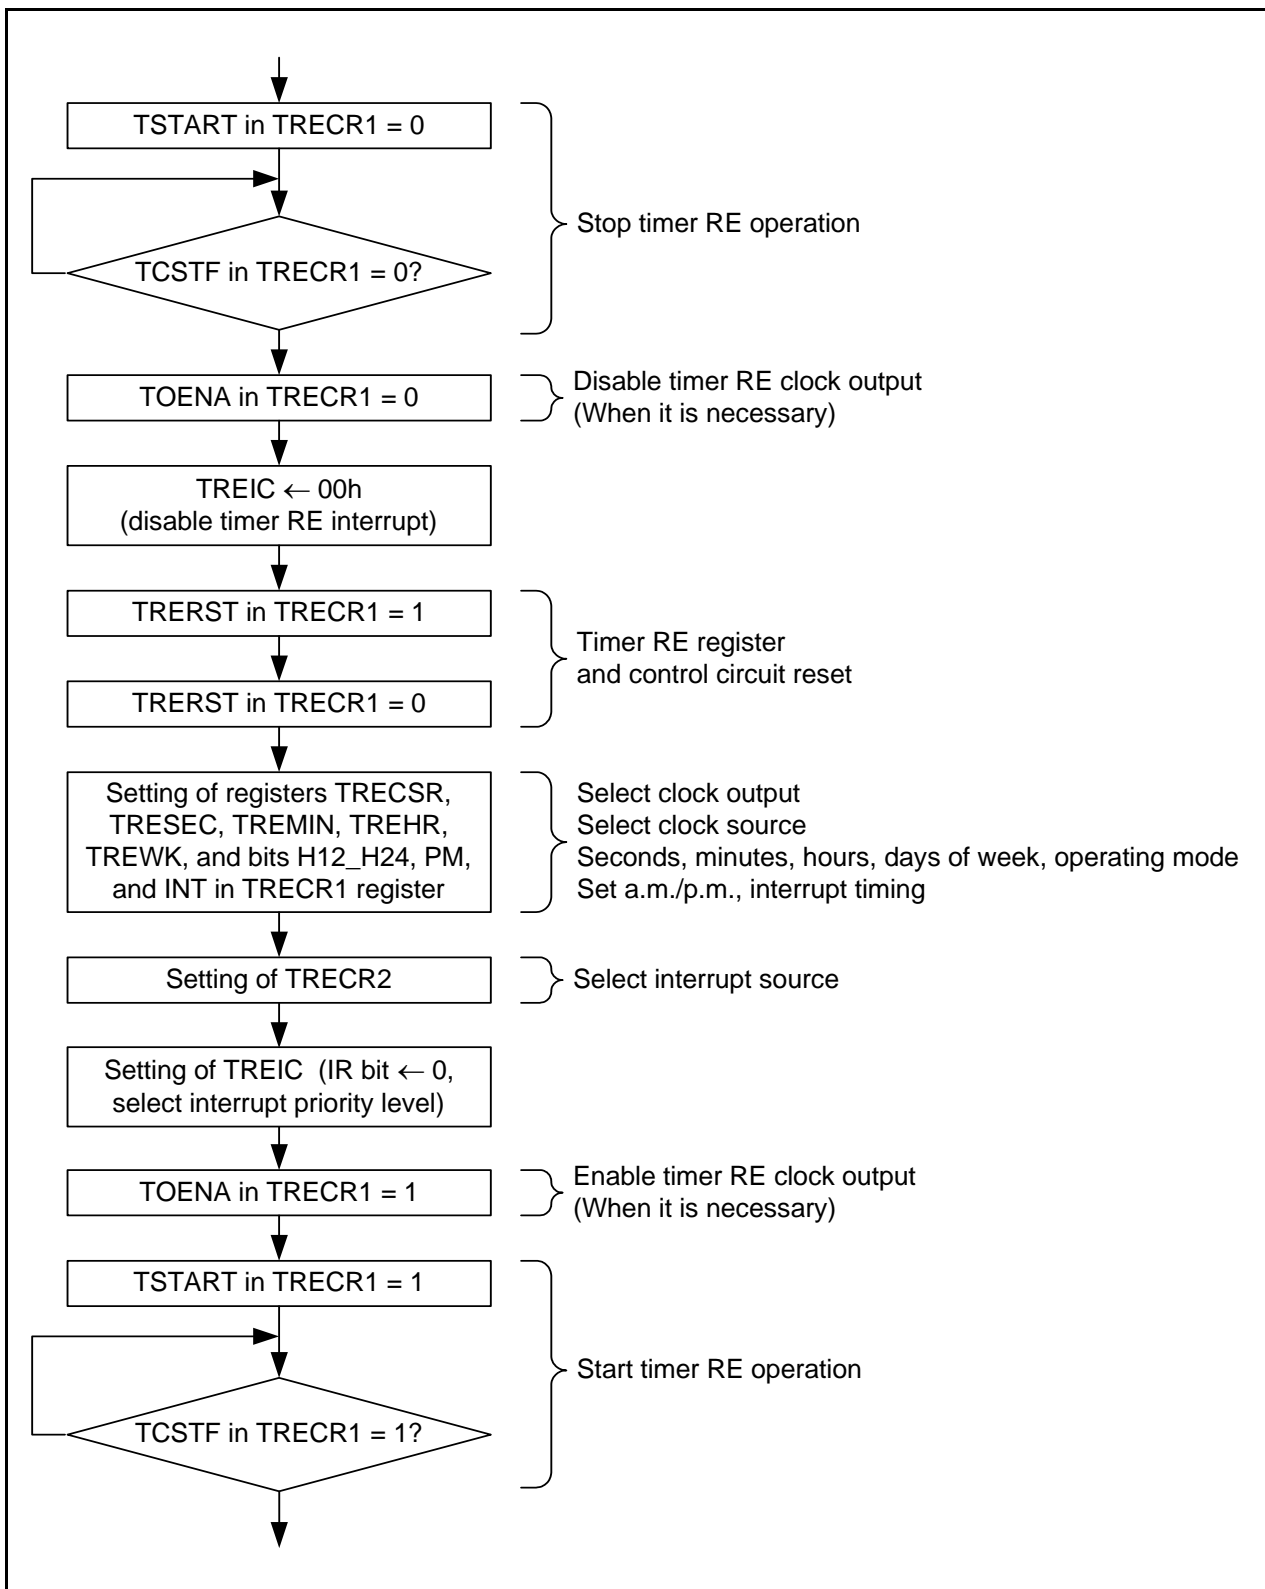 TSTART in TRECR1 = 0
TCSTF in TRECR1 = 0?
Stop timer RE operation
TOENA in TRECR1 = 0
Disable timer RE clock output
(When it is necessary)
TREIC ← 00h
(disable timer RE interrupt)
TRERST in TRECR1 = 1
TRERST in TRECR1 = 0
Timer RE register
and control circuit reset
Setting of registers TRECSR,
TRESEC, TREMIN, TREHR,
TREWK, and bits H12_H24, PM,
and INT in TRECR1 register
Select clock output
Select clock source
Seconds, minutes, hours, days of week, operating mode
Set a.m./p.m., interrupt timing
Setting of TRECR2
Select interrupt source
Setting of TREIC (IR bit ← 0,
select interrupt priority level)
TOENA in TRECR1 = 1
Enable timer RE clock output
(When it is necessary)
TSTART in TRECR1 = 1
TCSTF in TRECR1 = 1?
Start timer RE operation